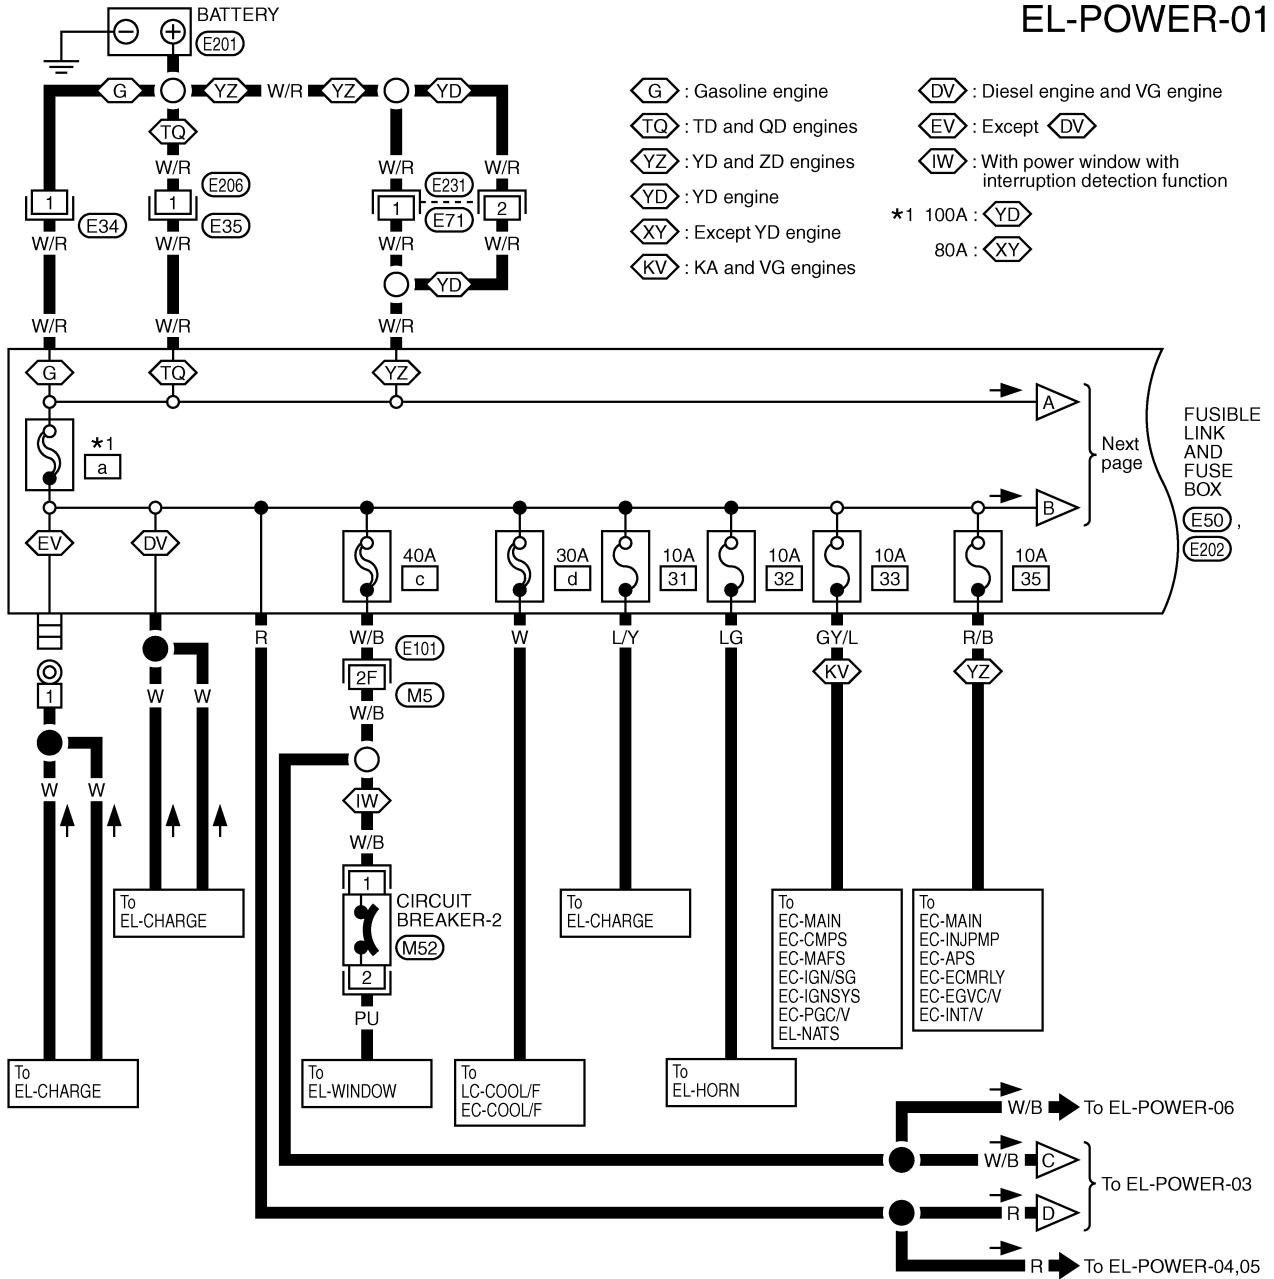 EL-POWER-01
BATTERY
− +
E201
G YZ W/R YZ YD
TQ
W/R W/R W/R
E206 E231
1 1 1 2
E34 E35 E71
W/R W/R W/R W/R
YD
W/R W/R W/R
G : Gasoline engine
TQ : TD and QD engines
YZ : YD and ZD engines
YD : YD engine
XY : Except YD engine
KV : KA and VG engines
DV : Diesel engine and VG engine
EV : Except DV
IW : With power window with
interruption detection function
*1 100A : YD
80A : XY
G TQ YZ
A
*1
a
Next
page
B
FUSIBLE
LINK
AND
FUSE
BOX
E50 ,
E202
EV DV
40A 30A 10A 10A 10A 10A
c d 31 32 33 35
R W/B W L/Y LG GY/L R/B
E101
2F
M5
KV YZ
1
W W
W/B
W W
IW
W/B
1
CIRCUIT
BREAKER-2
M52
2
PU
To
EL-CHARGE
To
EL-CHARGE
To
EC-MAIN
EC-CMPS
EC-MAFS
EC-IGN/SG
EC-IGNSYS
EC-PGC/V
EL-NATS
To
EC-MAIN
EC-INJPMP
EC-APS
EC-ECMRLY
EC-EGVC/V
EC-INT/V
To
EL-CHARGE
To
EL-WINDOW
To
LC-COOL/F
EC-COOL/F
To
EL-HORN
W/B To EL-POWER-06
W/B C
To EL-POWER-03
R D
R To EL-POWER-04,05